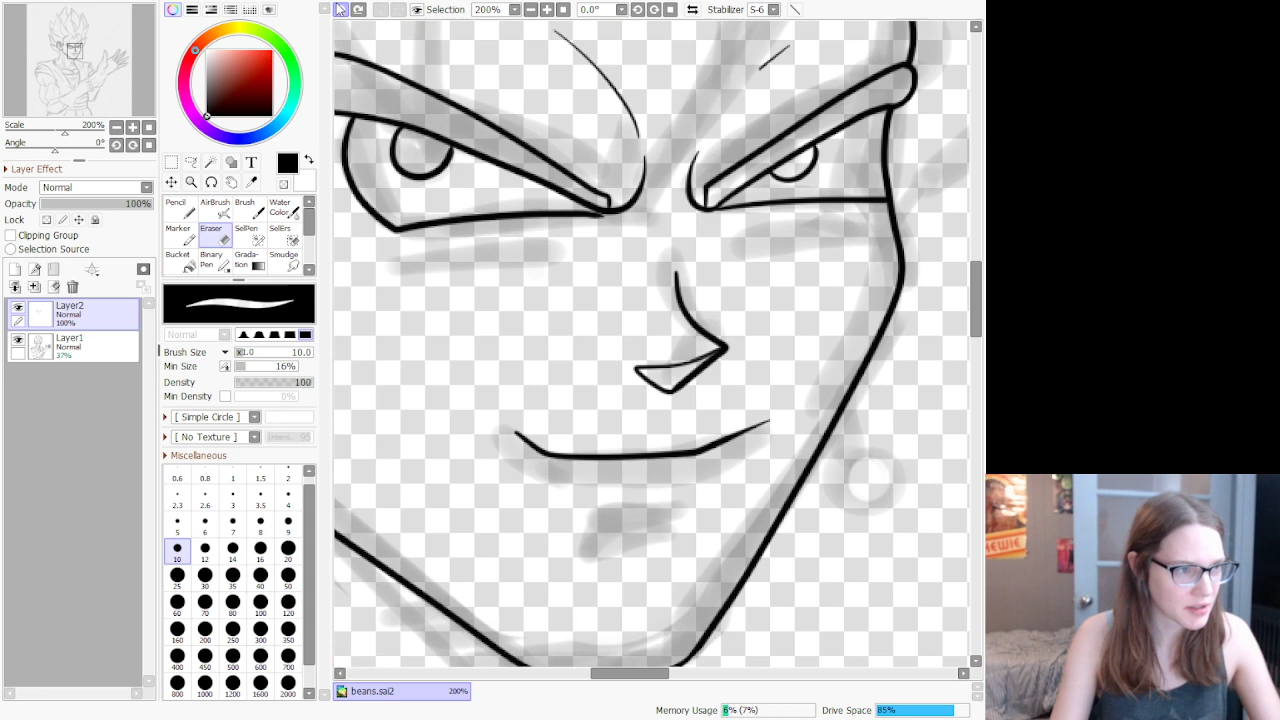 Selection
200%
0.0°
Stabilizer
S-6
Scale
200%
Angle
0°
Layer Effect
Mode
Normal
Opacity
100%
Lock
Clipping Group
Selection Source
Layer2
Normal
100%
Layer1
Normal
37%
T
Pencil
AirBrush
Brush
Water Color
Marker
Eraser
SelPen
SelErs
Bucket
Binary Pen
Gradation
Smudge
Normal
Brush Size
x1.0
10.0
Min Size
16%
Density
100
Min Density
0%
[ Simple Circle ]
[ No Texture ]
95
Miscellaneous
0.6 0.8 1 1.5 2
2.3 2.6 3 3.5 4
5 6 7 8 9
10 12 14 16 20
25 30 35 40 50
60 70 80 100 120
160 200 250 300 350
400 450 500 600 700
800 1000 1200 1600 2000
beans.sai2
200%
Memory Usage
6% (7%)
Drive Space
85%